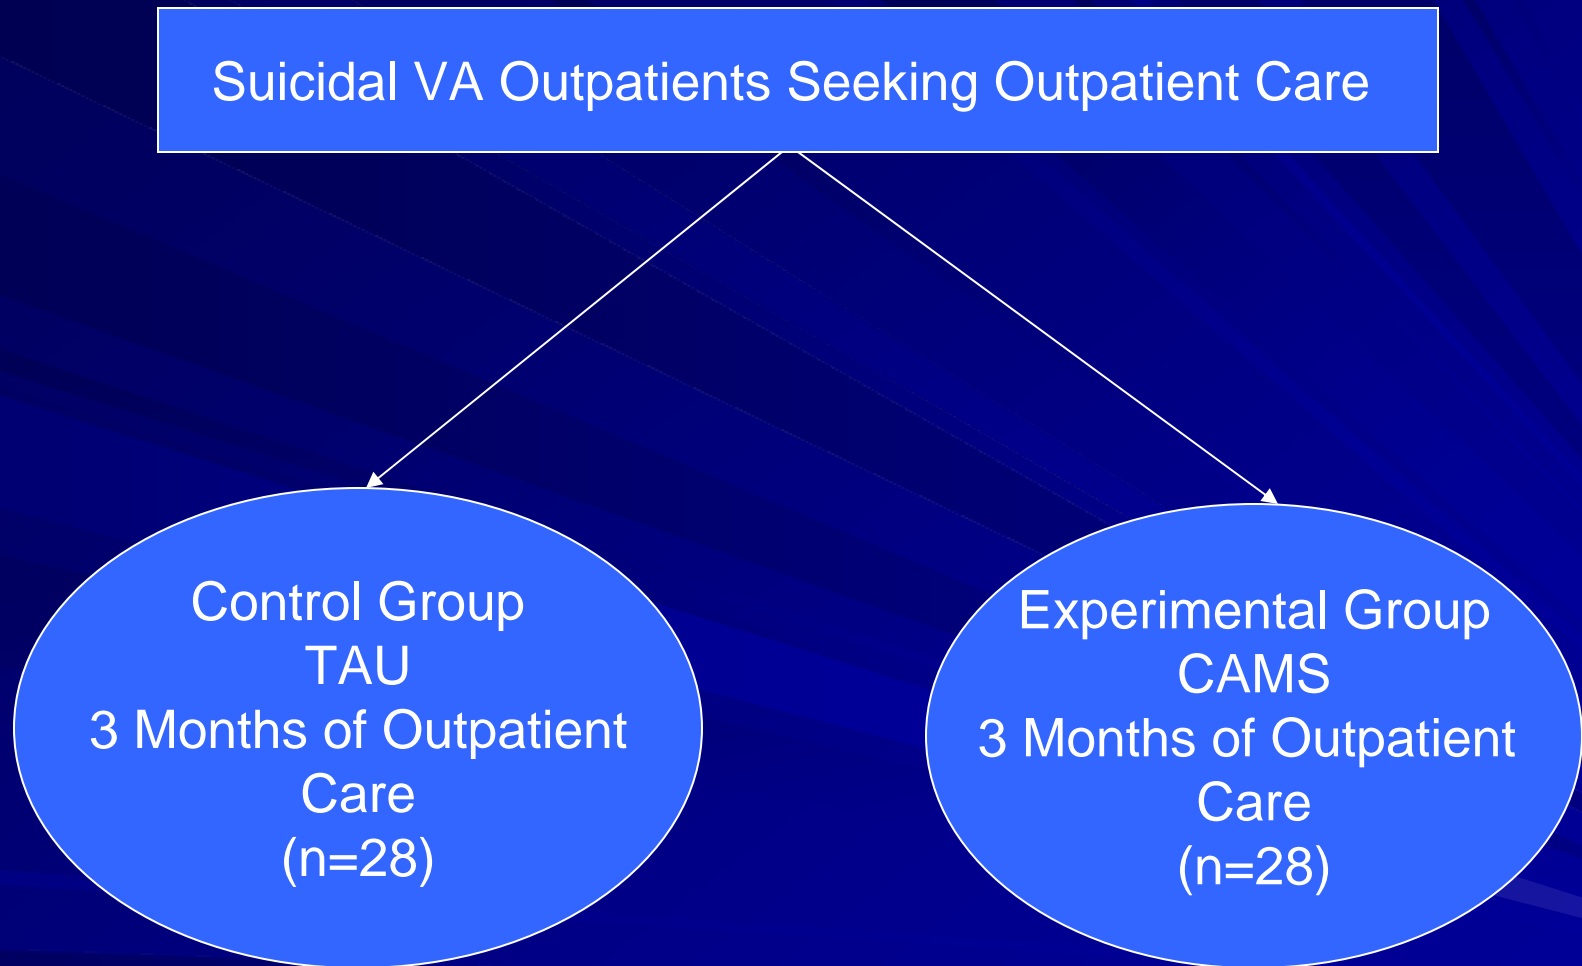 Suicidal VA Outpatients Seeking Outpatient Care
Control Group
TAU
3 Months of Outpatient
Care
(n=28)
Experimental Group
CAMS
3 Months of Outpatient
Care
(n=28)